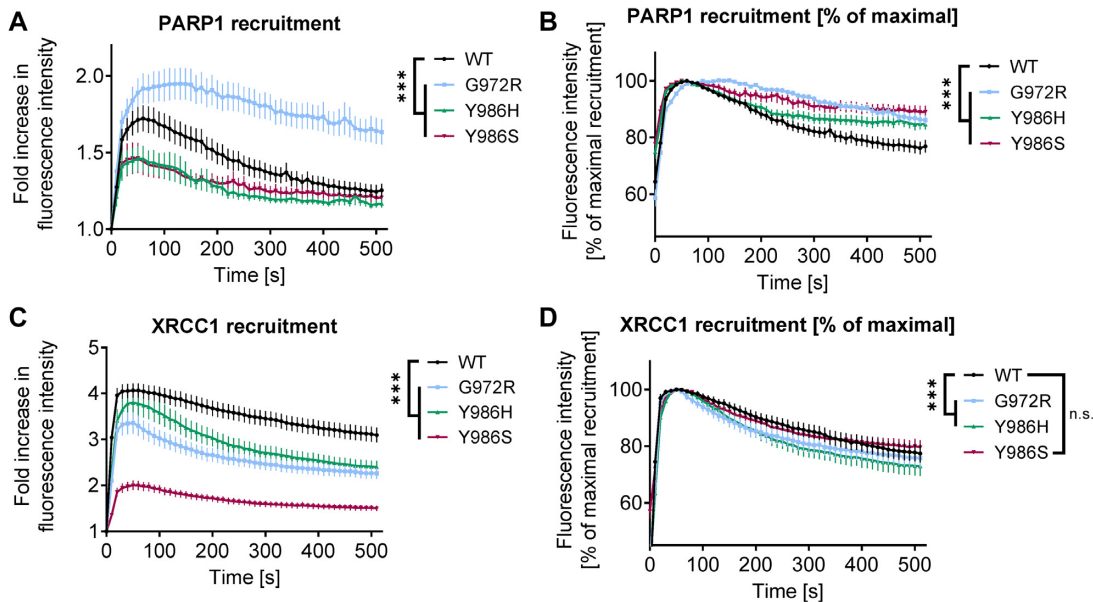 A
PARP1 recruitment
Fold increase in
fluorescence intensity
2.0
1.5
1.0
0 100 200 300 400 500
Time [s]
***
WT
G972R
Y986H
Y986S
B
PARP1 recruitment [% of maximal]
Fluorescence intensity
[% of maximal recruitment]
100
80
60
0 100 200 300 400 500
Time [s]
***
WT
G972R
Y986H
Y986S
C
XRCC1 recruitment
Fold increase in
fluorescence intensity
5
4
3
2
1
0 100 200 300 400 500
Time [s]
***
WT
G972R
Y986H
Y986S
D
XRCC1 recruitment [% of maximal]
Fluorescence intensity
[% of maximal recruitment]
100
80
60
0 100 200 300 400 500
Time [s]
***
WT
G972R
Y986H
Y986S
n.s.